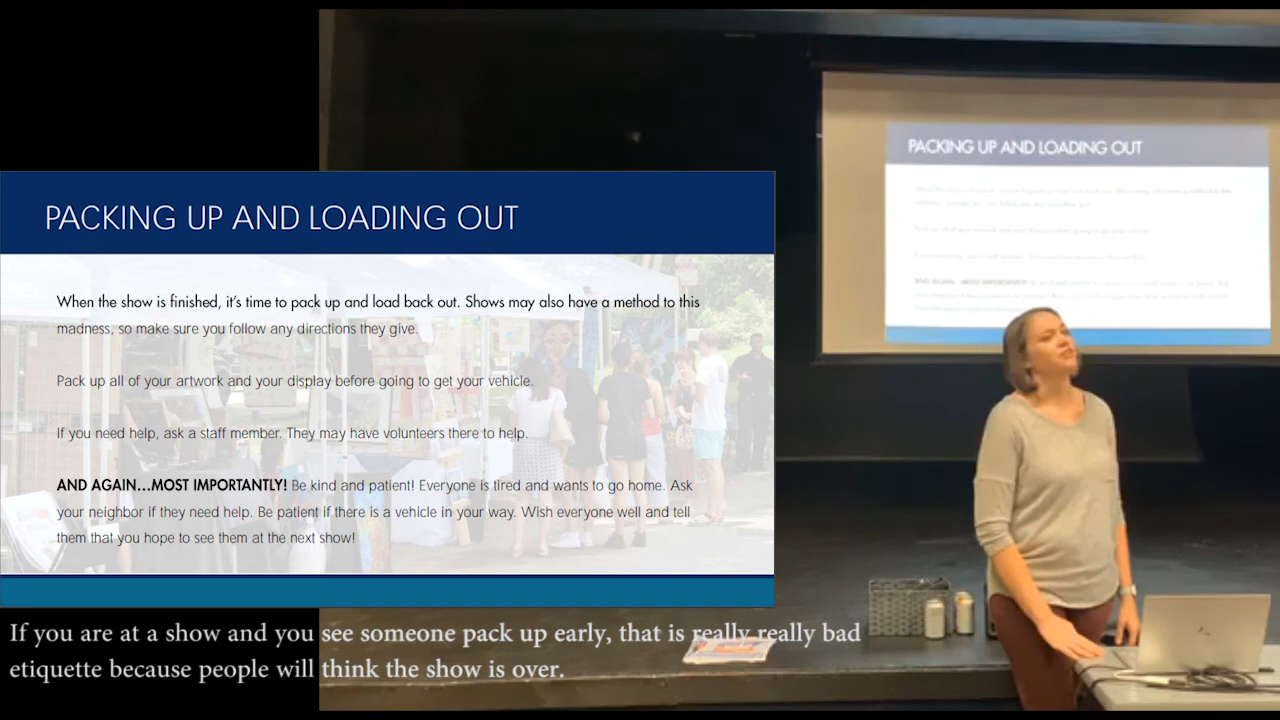 PACKING UP AND LOADING OUT
When the show is finished, it's time to pack up and load back out. Shows may also have a method to this
madness, so make sure you follow any directions they give.
Pack up all of your artwork and your display before going to get your vehicle.
If you need help, ask a staff member. They may have volunteers there to help.
AND AGAIN...MOST IMPORTANTLY! Be kind and patient! Everyone is tired and wants to go home. Ask
your neighbor if they need help. Be patient if there is a vehicle in your way. Wish everyone well and tell
them that you hope to see them at the next show!
PACKING UP AND LOADING OUT
If you are at a show and you see someone pack up early, that is really really bad
etiquette because people will think the show is over.